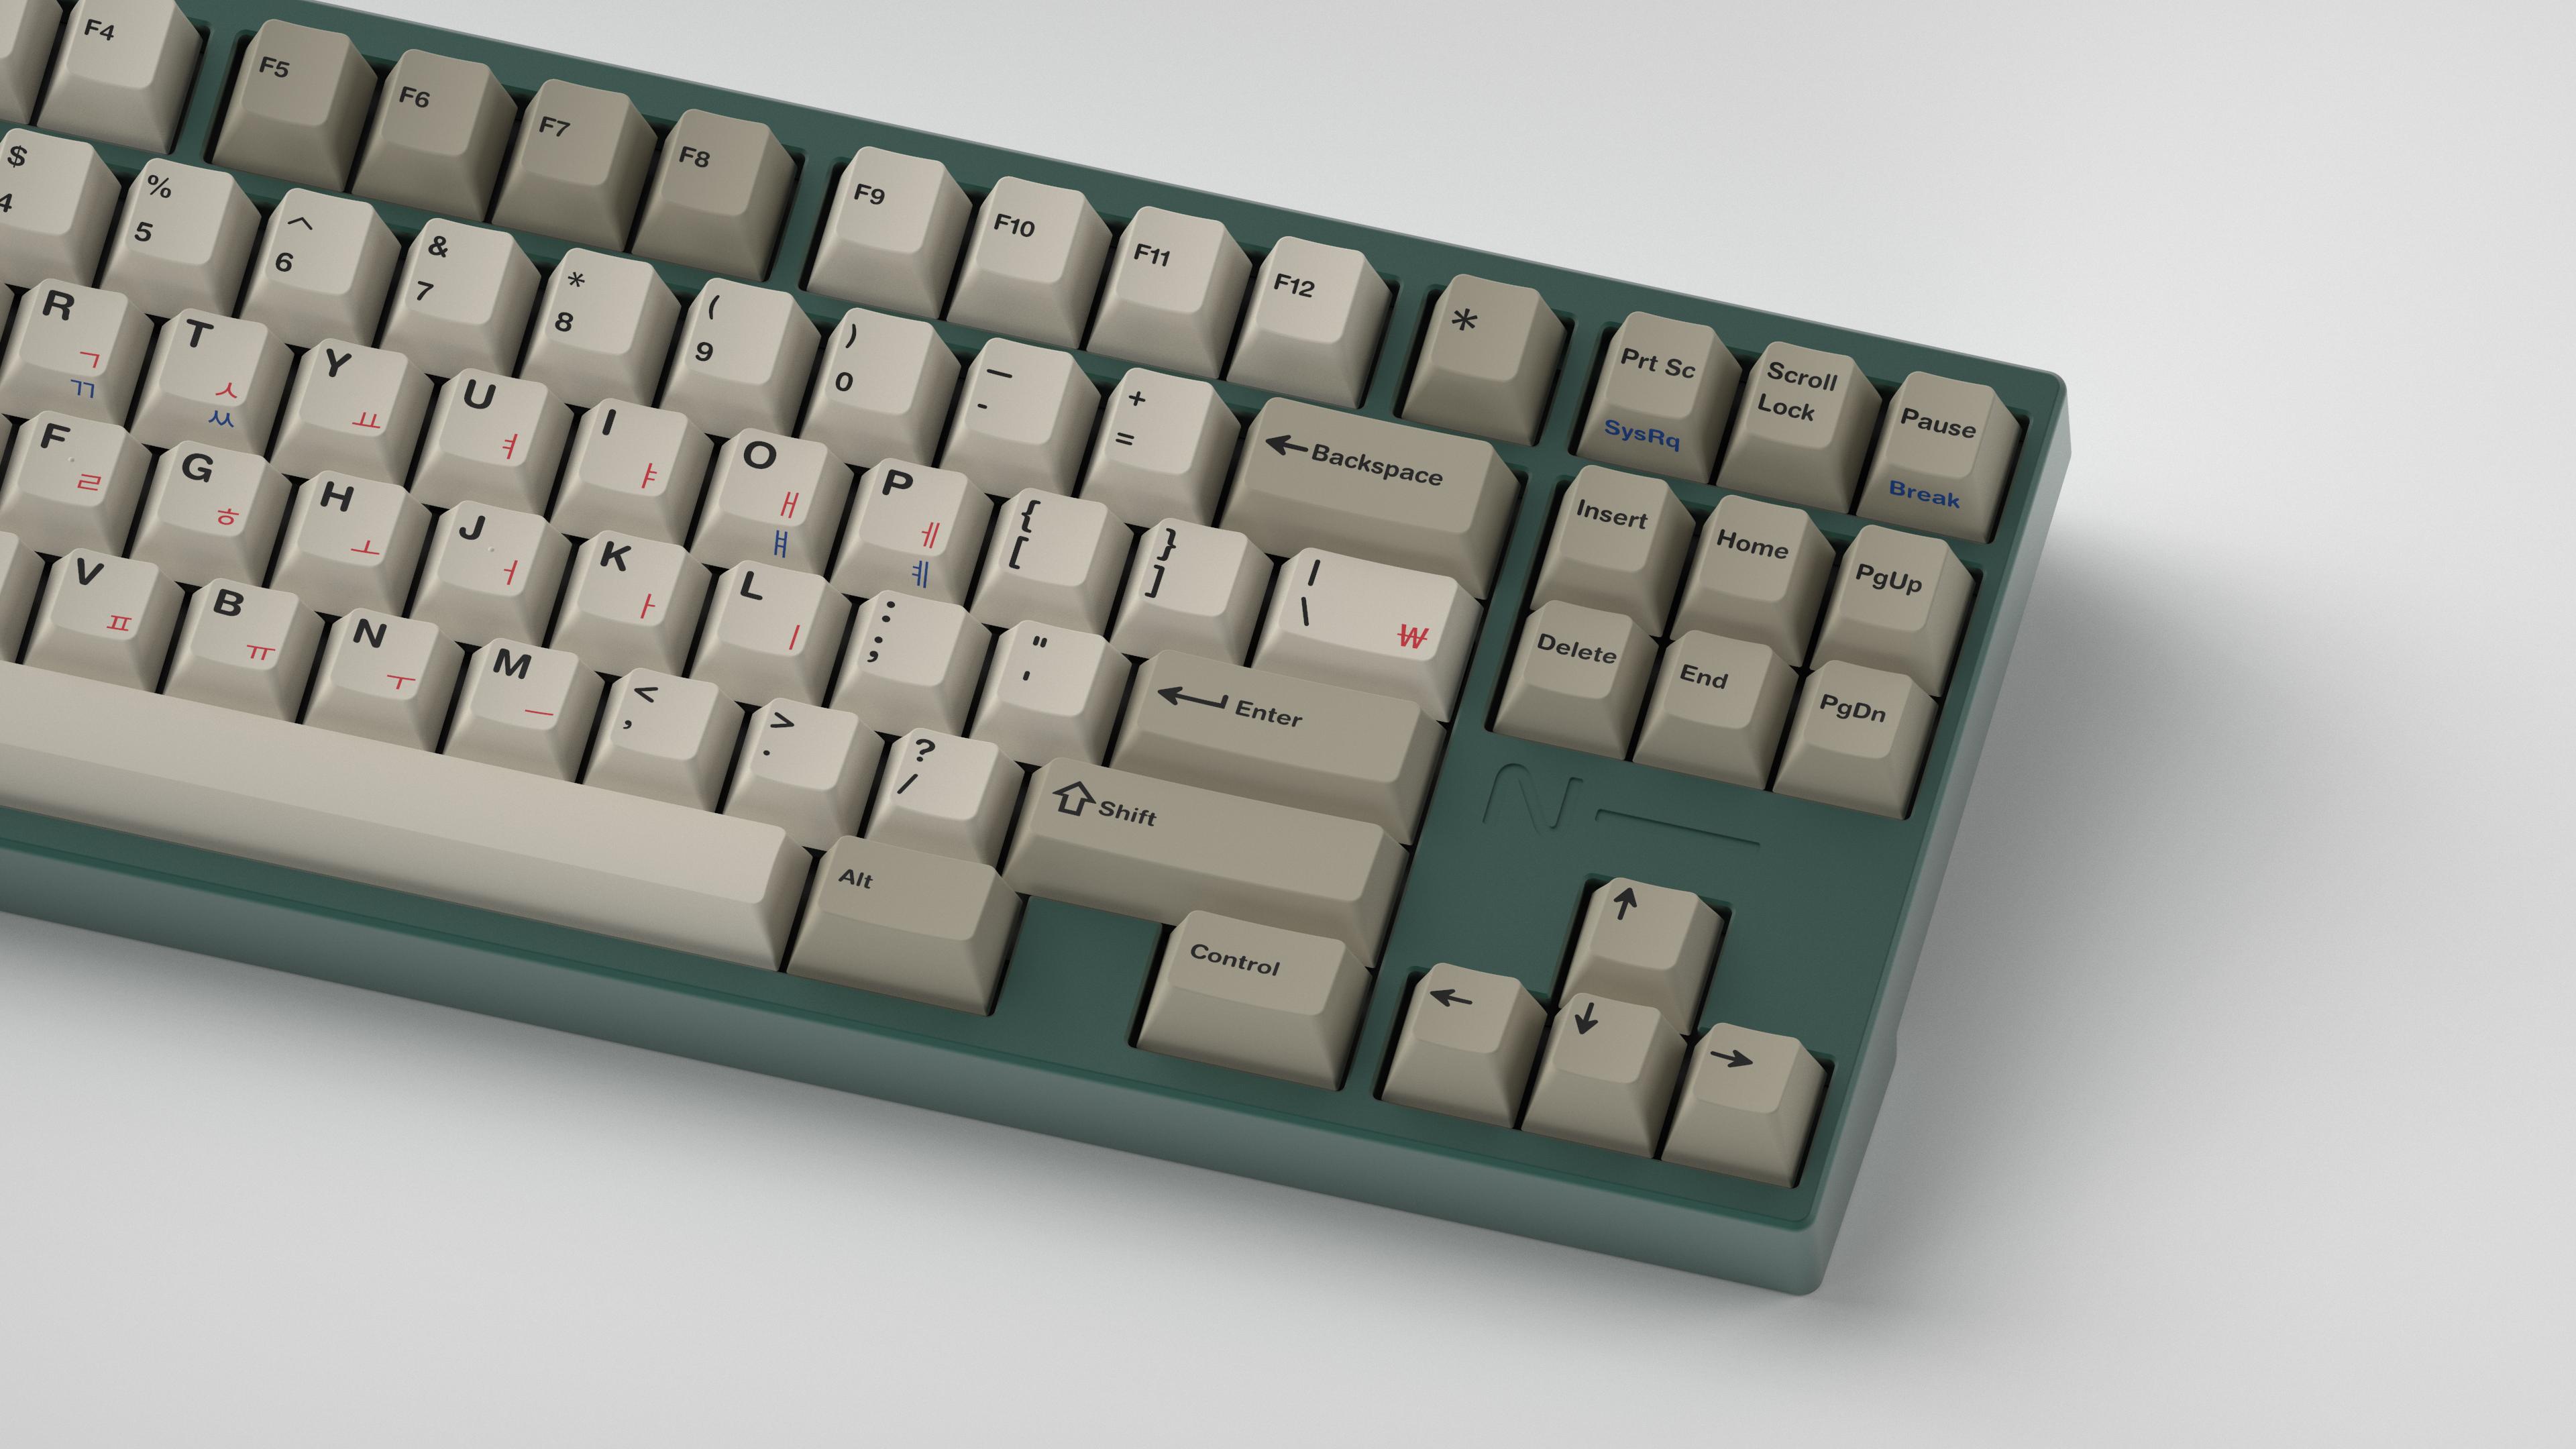 F4 F5 F6 F7 F8 F9 F10 F11 F12 * Prt Sc Scroll Lock Pause
SysRq Break
$ % ^ & * ( ) — + ← Backspace Insert Home PgUp
4 5 6 7 8 9 0 - =
R T Y U I O P { } | Delete End PgDn
[ ] \
ㄱ ㅅ ㅛ ㅕ ㅑ ㅐ ㅔ ₩
ㄲ ㅆ ㅒ ㅖ
F G H J K L : " ↵ Enter
; '
ㄹ ㅎ ㅗ ㅓ ㅏ ㅣ
V B N M < > ? ⇧ Shift ↑
, . /
ㅍ ㅠ ㅜ ㅡ
Alt Control ← ↓ →
N